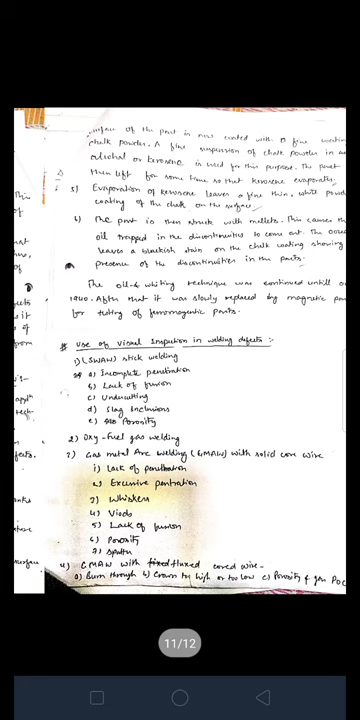 surface of the part is now coated with a fine coating
chalk powder. A fine suspension of chalk powder in an
alcohol or kerosene is used for this purpose. The part
then left for some time so that kerosene evaporates.
5) Evaporation of kerosene leaves a fine thin, white powd
coating of the chalk on the surface.
6) The part is then struck with mallets. This causes th
oil trapped in the discontinuities to come out. The
leaves a blackish stain on the chalk coating showing
presence of the discontinuities in the parts.
The oil & whiting technique was continued untill
1940. After that it was slowly replaced by magnetic
for testing of ferromagnetic parts.
# Use of Visual Inspection in welding defects :-
1) (SMAW) stick welding
a) Incomplete penetration
b) Lack of fusion
c) Undercutting
d) Slag Inclusions
e) Porosity
2) Oxy-fuel gas welding
3) Gas metal Arc Welding (GMAW) with solid core wire
1) Lack of penetration
2) Excessive pentration
3) Whiskers
4) Viods
5) Lack of fusion
6) Porosity
7)
4) GMAW with fluxed cored wire-
a) Burn through b) Crown too high or too low c) Porosity &
11/12